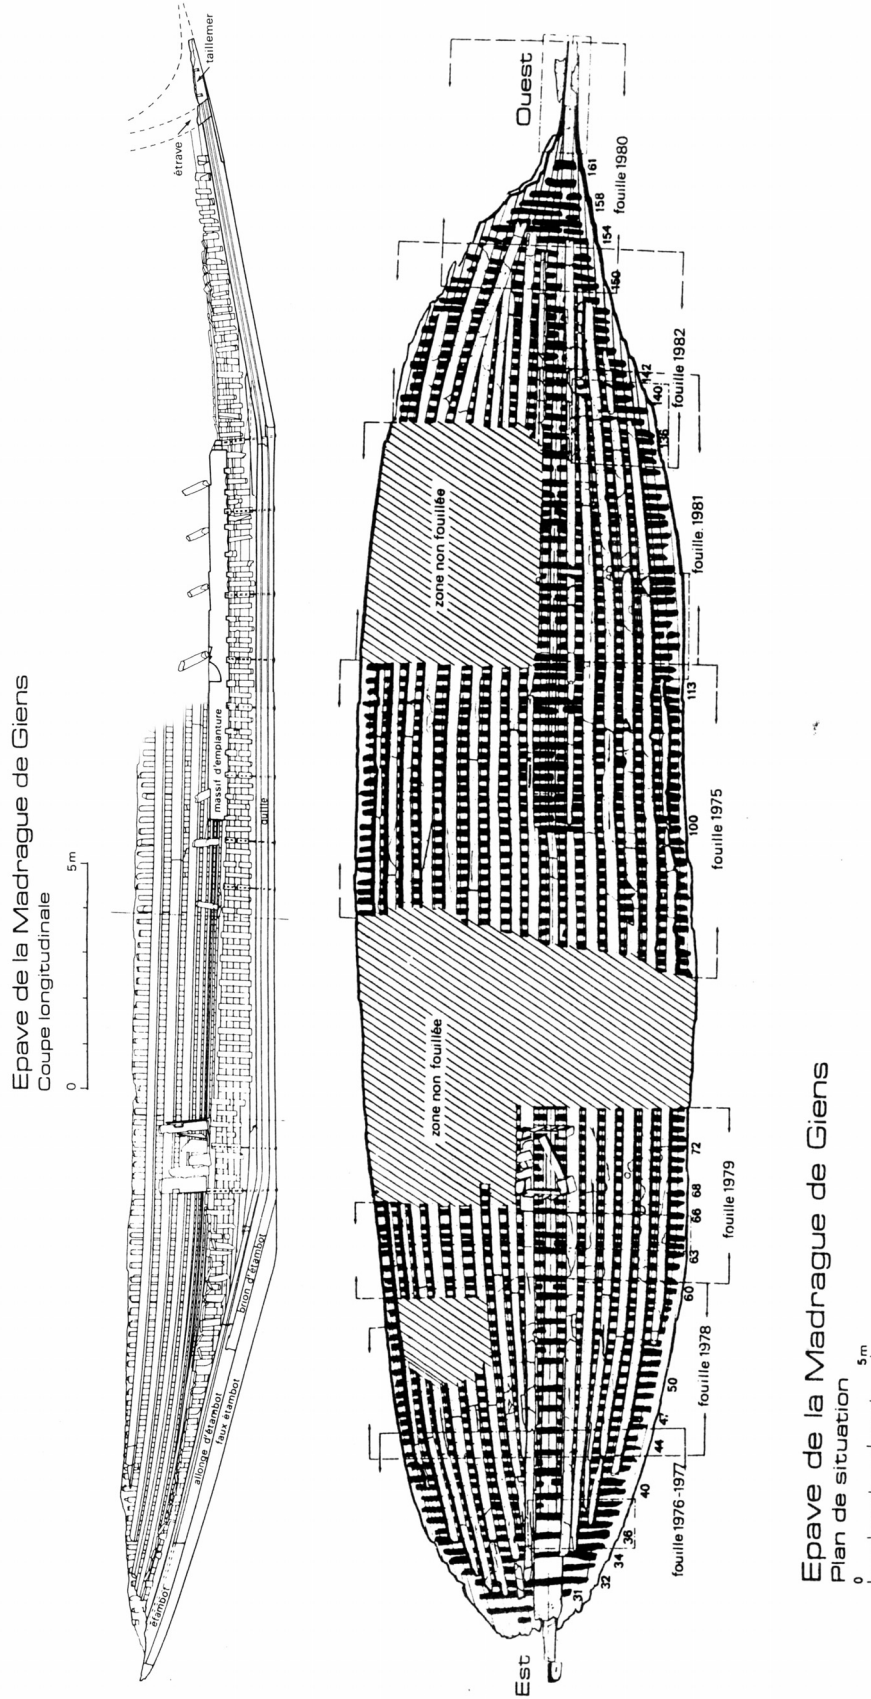 Epave de la Madrague de Giens
Coupe longitudinale
0
5m
étambot
allonge d'étambot
faux étambot
brion d'étambot
quille
massif d'emplanture
étrave
taillemer
Est
Ouest
zone non fouillée
zone non fouillée
31
32
34
36
40
44
47
50
60
63
66
68
72
100
113
136
140
142
150
154
158
161
fouille 1976-1977
fouille 1978
fouille 1979
fouille 1975
fouille. 1981
fouille 1982
fouille 1980
Epave de la Madrague de Giens
Plan de situation
0
5m